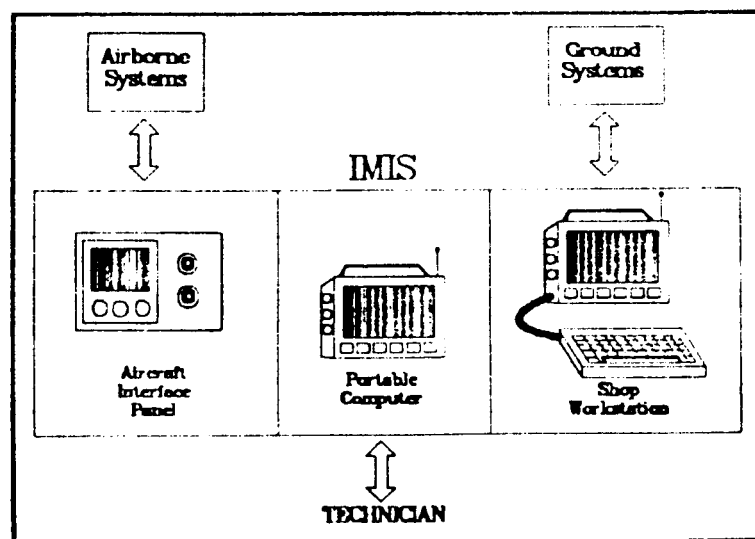 Airborne
Systems
Ground
Systems
IMIS
Aircraft
Interface
Panel
Portable
Computer
Shop
Workstation
TECHNICIAN